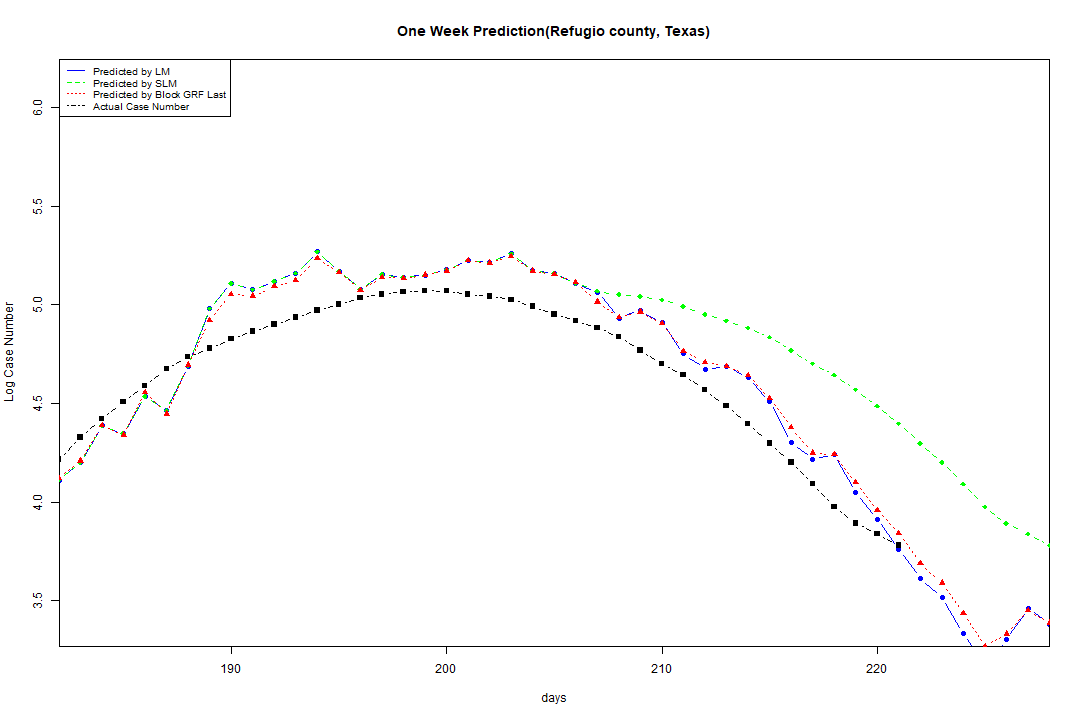 One Week Prediction(Refugio county, Texas)
Predicted by LM
Predicted by SLM
Predicted by Block GRF Last
Actual Case Number
6.0
5.5
5.0
4.5
4.0
3.5
Log Case Number
190 200 210 220
days